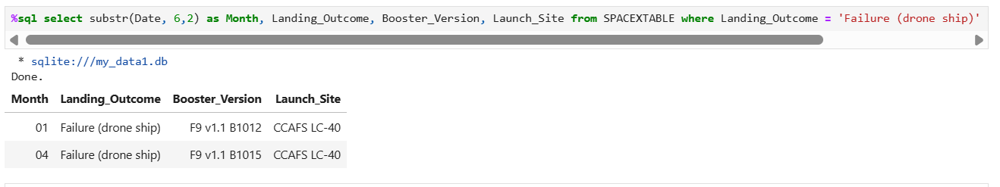 %sql select substr(Date, 6,2) as Month, Landing_Outcome, Booster_Version, Launch_Site from SPACEXTABLE where Landing_Outcome = 'Failure (drone ship)'
* sqlite:///my_data1.db
Done.
Month Landing_Outcome Booster_Version Launch_Site
01 Failure (drone ship) F9 v1.1 B1012 CCAFS LC-40
04 Failure (drone ship) F9 v1.1 B1015 CCAFS LC-40